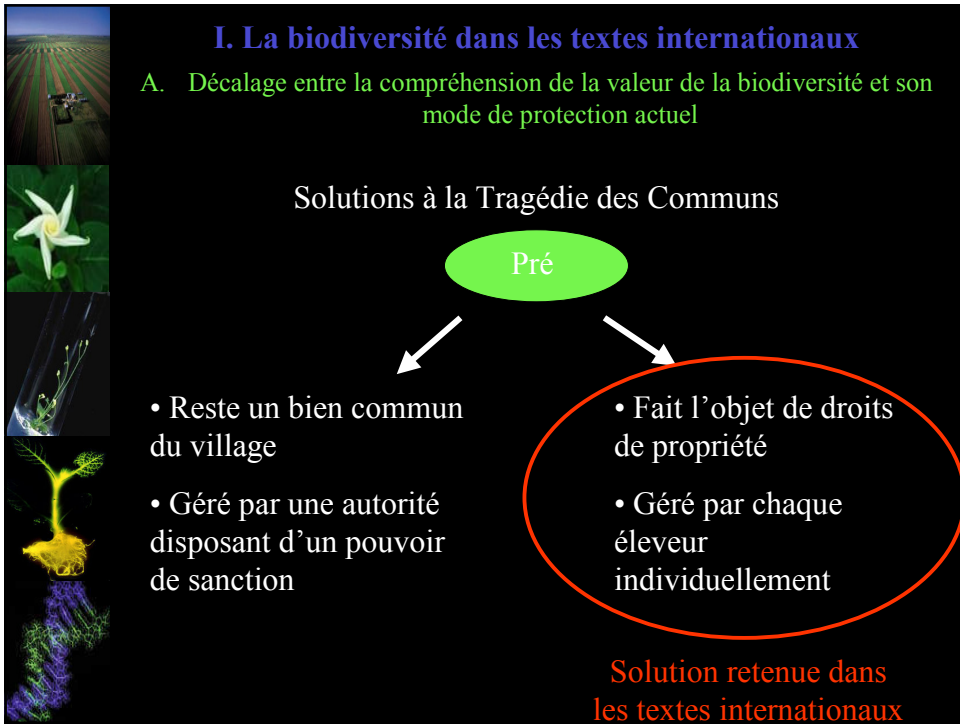 I. La biodiversité dans les textes internationaux
A. Décalage entre la compréhension de la valeur de la biodiversité et son
mode de protection actuel
Solutions à la Tragédie des Communs
Pré
• Reste un bien commun
du village
• Géré par une autorité
disposant d’un pouvoir
de sanction
• Fait l’objet de droits
de propriété
• Géré par chaque
éleveur
individuellement
Solution retenue dans
les textes internationaux